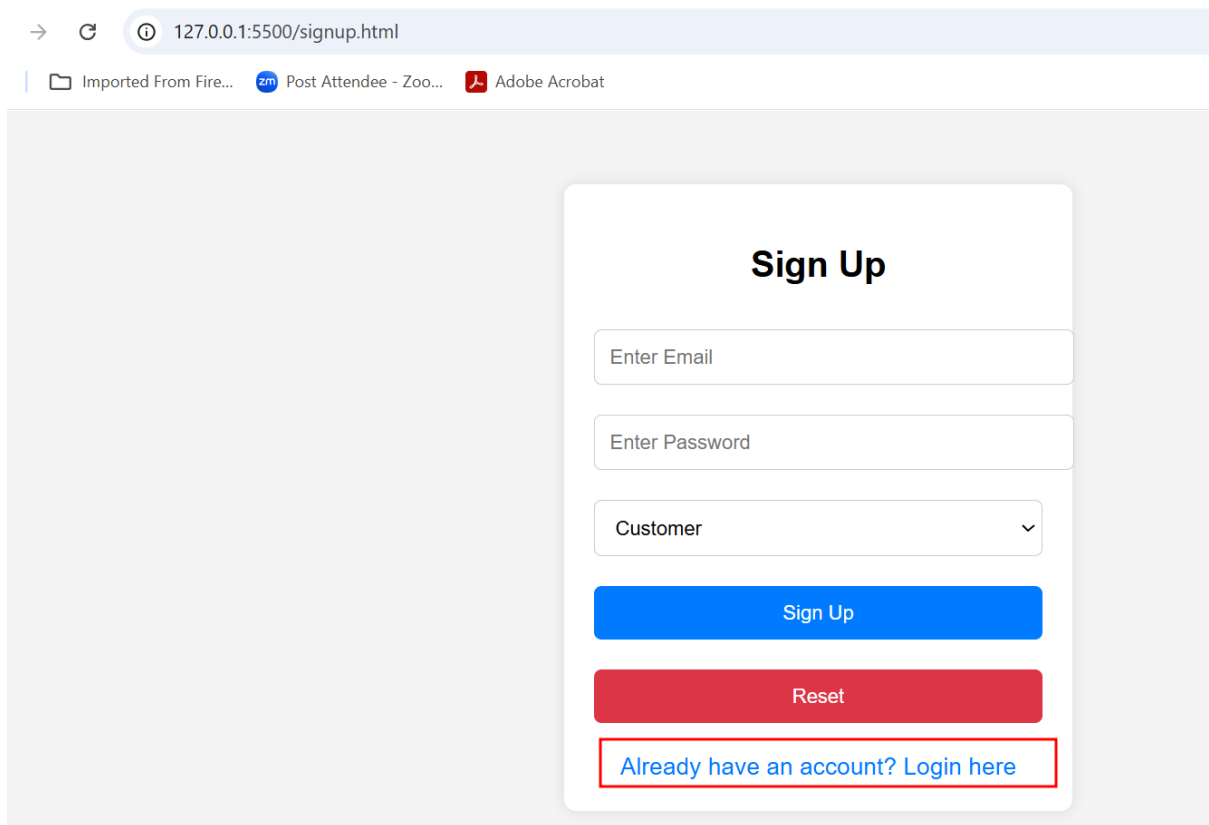 127.0.0.1:5500/signup.html
Imported From Fire... zm Post Attendee - Zoo... Adobe Acrobat
Sign Up
Enter Email
Enter Password
Customer
Sign Up
Reset
Already have an account? Login here